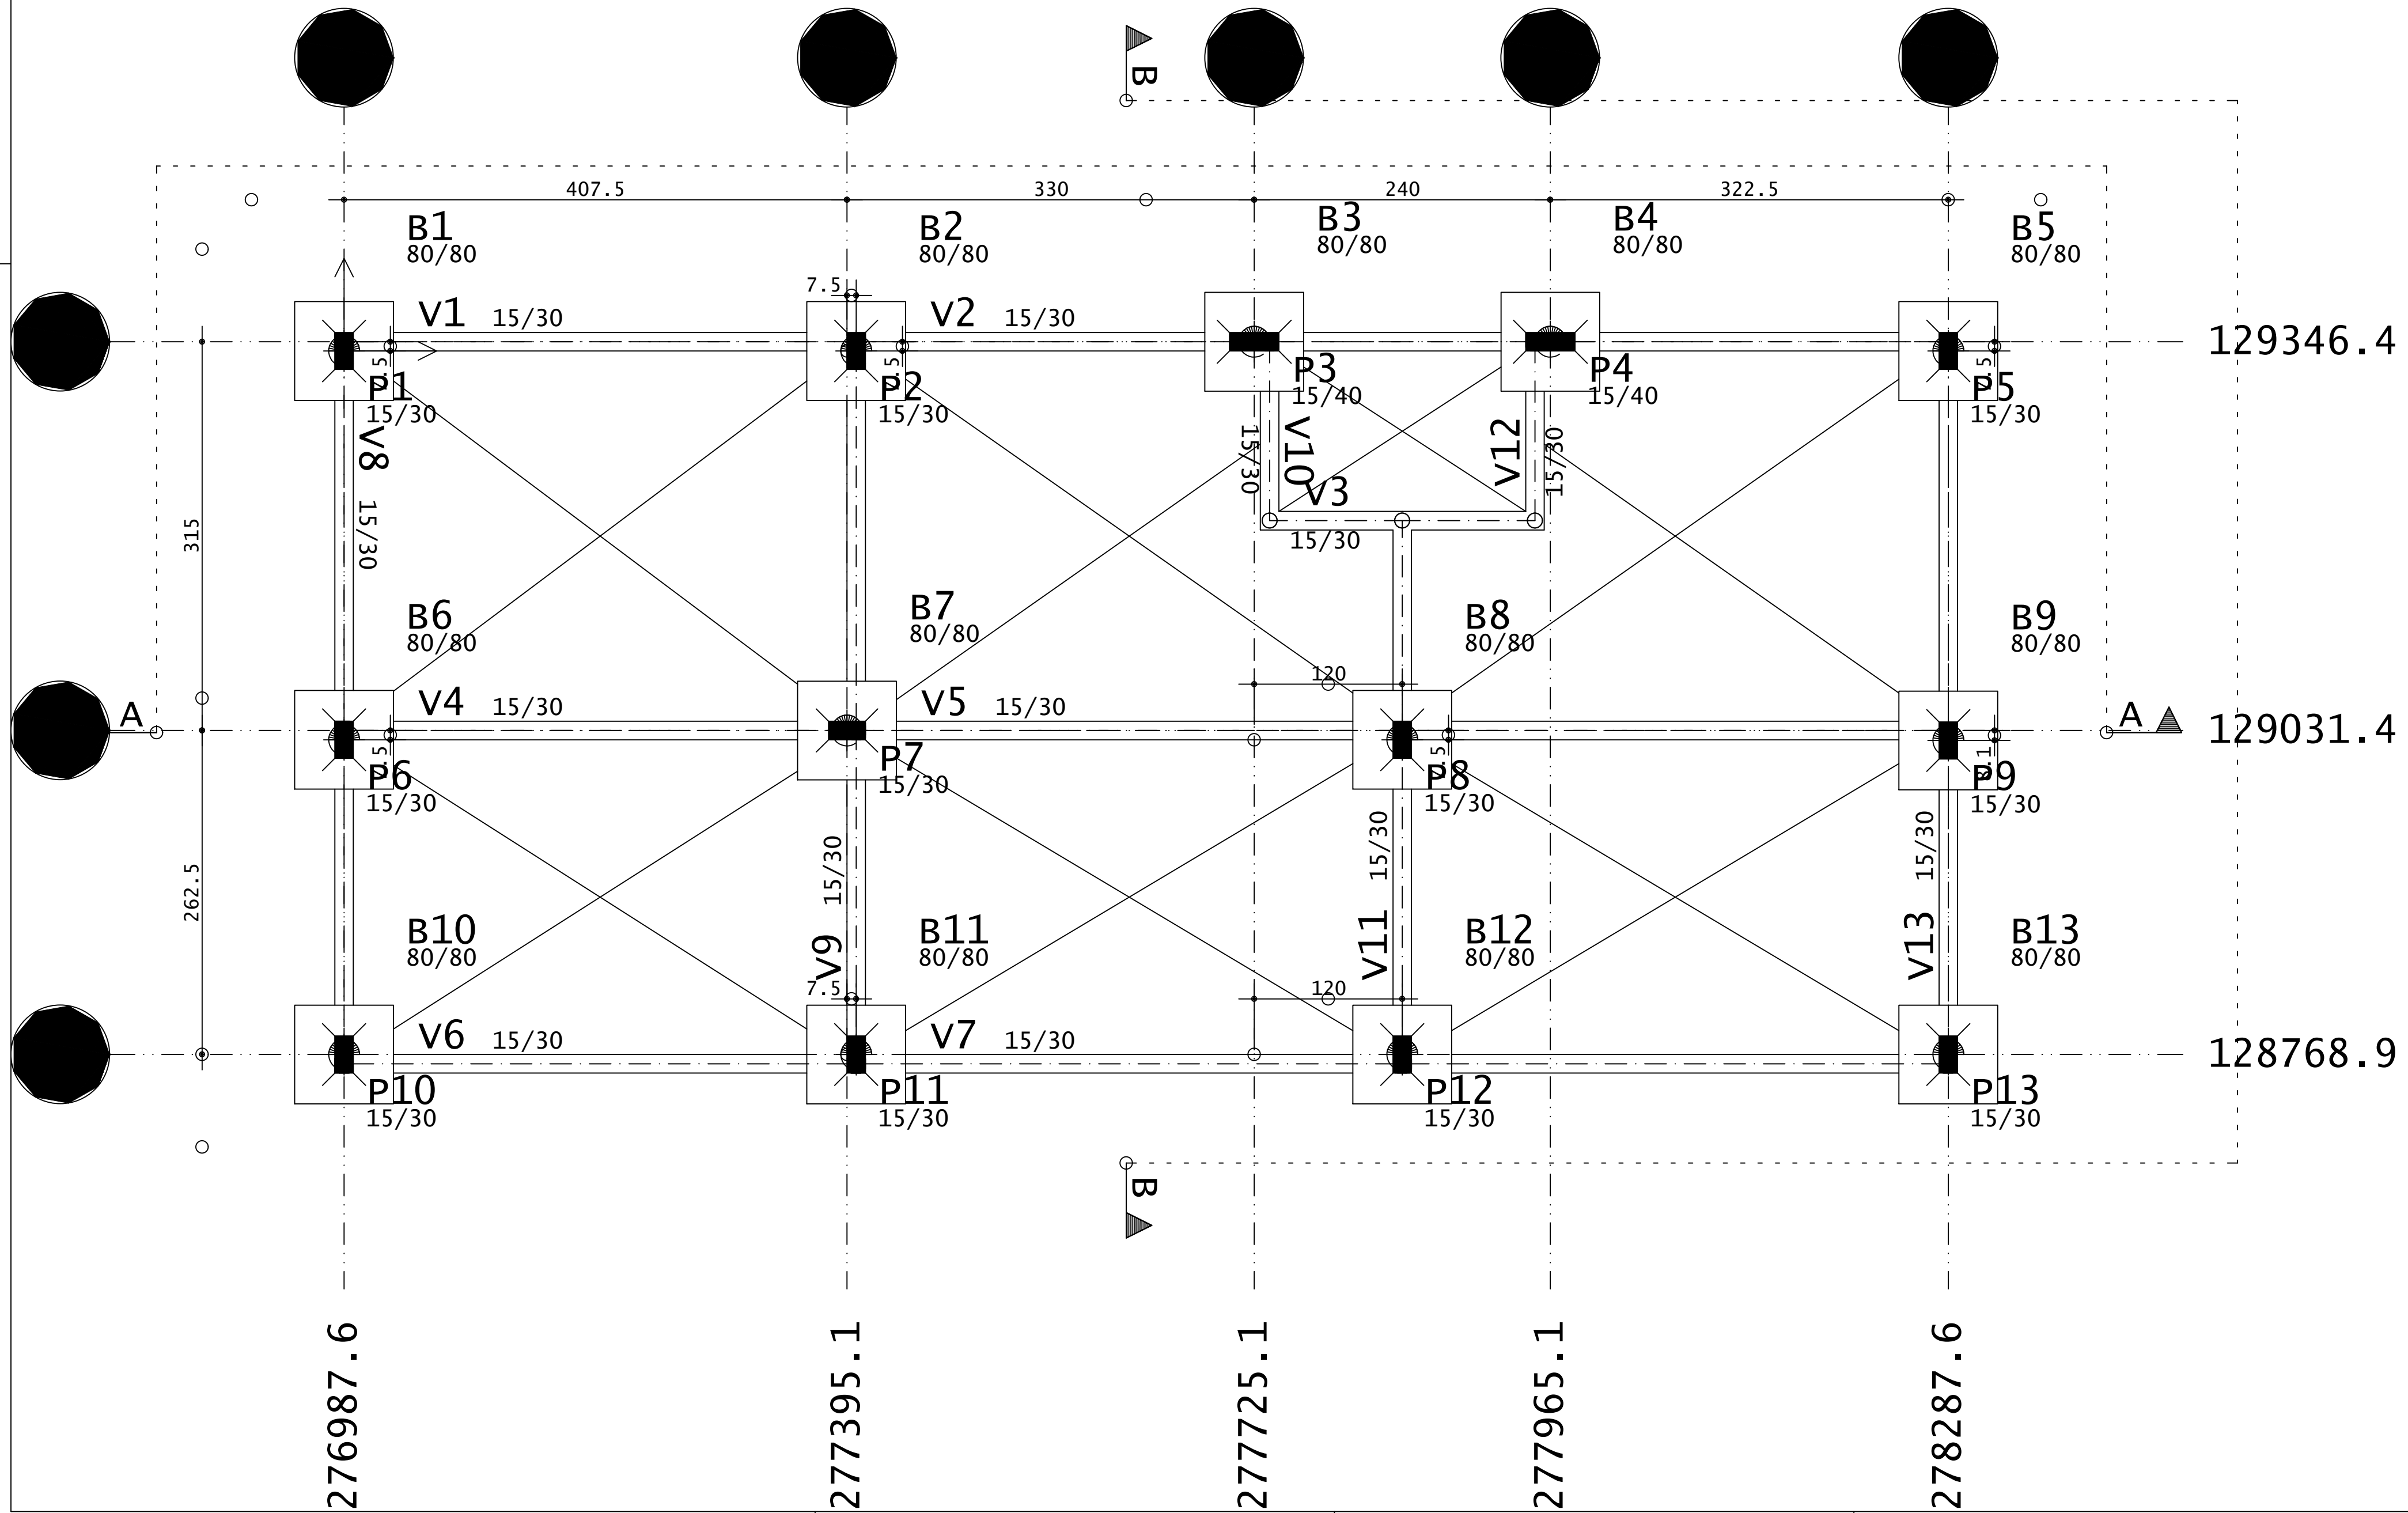 B
407.5
330
240
322.5
B1
80/80
B2
80/80
B3
80/80
B4
80/80
B5
80/80
7.5
V1 15/30
V2 15/30
129346.4
P1
15/30
P2
15/30
P3
15/40
P4
15/40
P5
15/30
V8
15/30
V10
15/30
V12
15/30
V3
15/30
315
B6
80/80
B7
80/80
B8
80/80
B9
80/80
120
A
V4 15/30
V5 15/30
A
129031.4
P6
15/30
P7
15/30
P8
15/30
P9
15/30
262.5
V9
15/30
V11
15/30
V13
15/30
B10
80/80
B11
80/80
B12
80/80
B13
80/80
7.5
120
V6 15/30
V7 15/30
128768.9
P10
15/30
P11
15/30
P12
15/30
P13
15/30
B
276987.6
277395.1
277725.1
277965.1
278287.6